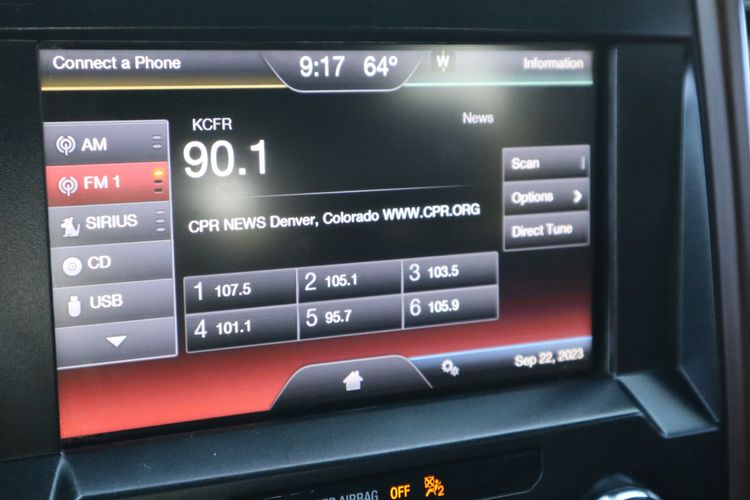 Connect a Phone
9:17 64°
W
Information
KCFR
News
90.1
AM
FM 1
SIRIUS
CD
USB
Scan
Options
Direct Tune
CPR NEWS Denver, Colorado WWW.CPR.ORG
1 107.5
2 105.1
3 103.5
4 101.1
5 95.7
6 105.9
Sep 22, 2023
AIRBAG OFF 2